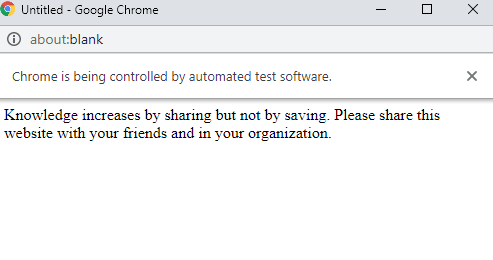 Untitled - Google Chrome
about:blank
Chrome is being controlled by automated test software.
Knowledge increases by sharing but not by saving. Please share this
website with your friends and in your organization.